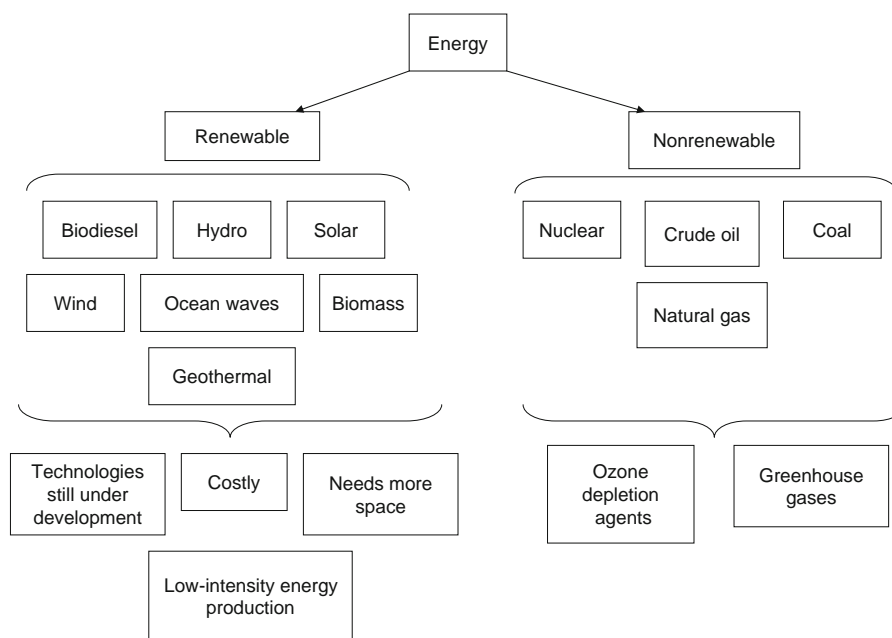 Energy
Renewable
Nonrenewable
Biodiesel
Hydro
Solar
Nuclear
Crude oil
Coal
Wind
Ocean waves
Biomass
Natural gas
Geothermal
Technologies
still under
development
Costly
Needs more
space
Ozone
depletion
agents
Greenhouse
gases
Low-intensity energy
production